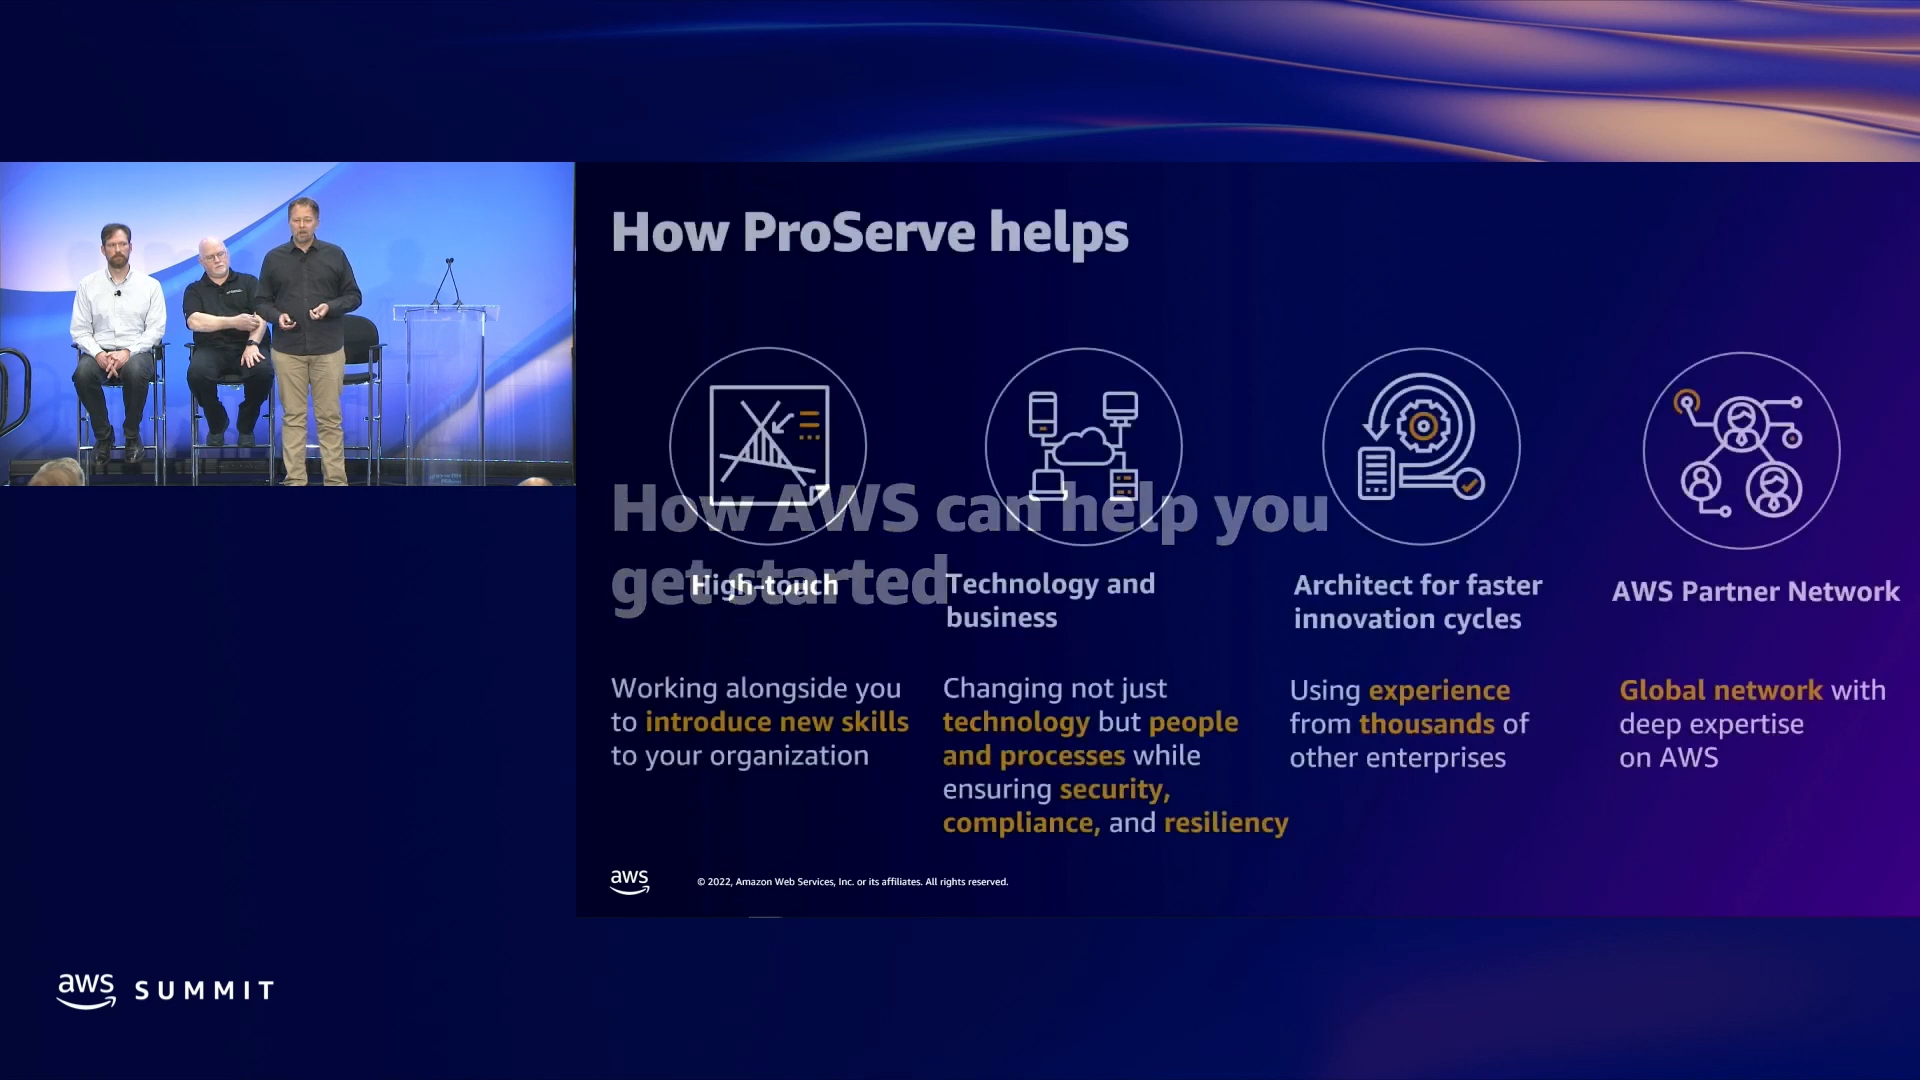 How ProServe helps
How AWS can help you
get started
High-touch
Technology and
business
Architect for faster
innovation cycles
AWS Partner Network
Working alongside you
to introduce new skills
to your organization
Changing not just
technology but people
and processes while
ensuring security,
compliance, and resiliency
Using experience
from thousands of
other enterprises
Global network with
deep expertise
on AWS
aws
© 2022, Amazon Web Services, Inc. or its affiliates. All rights reserved.
aws SUMMIT